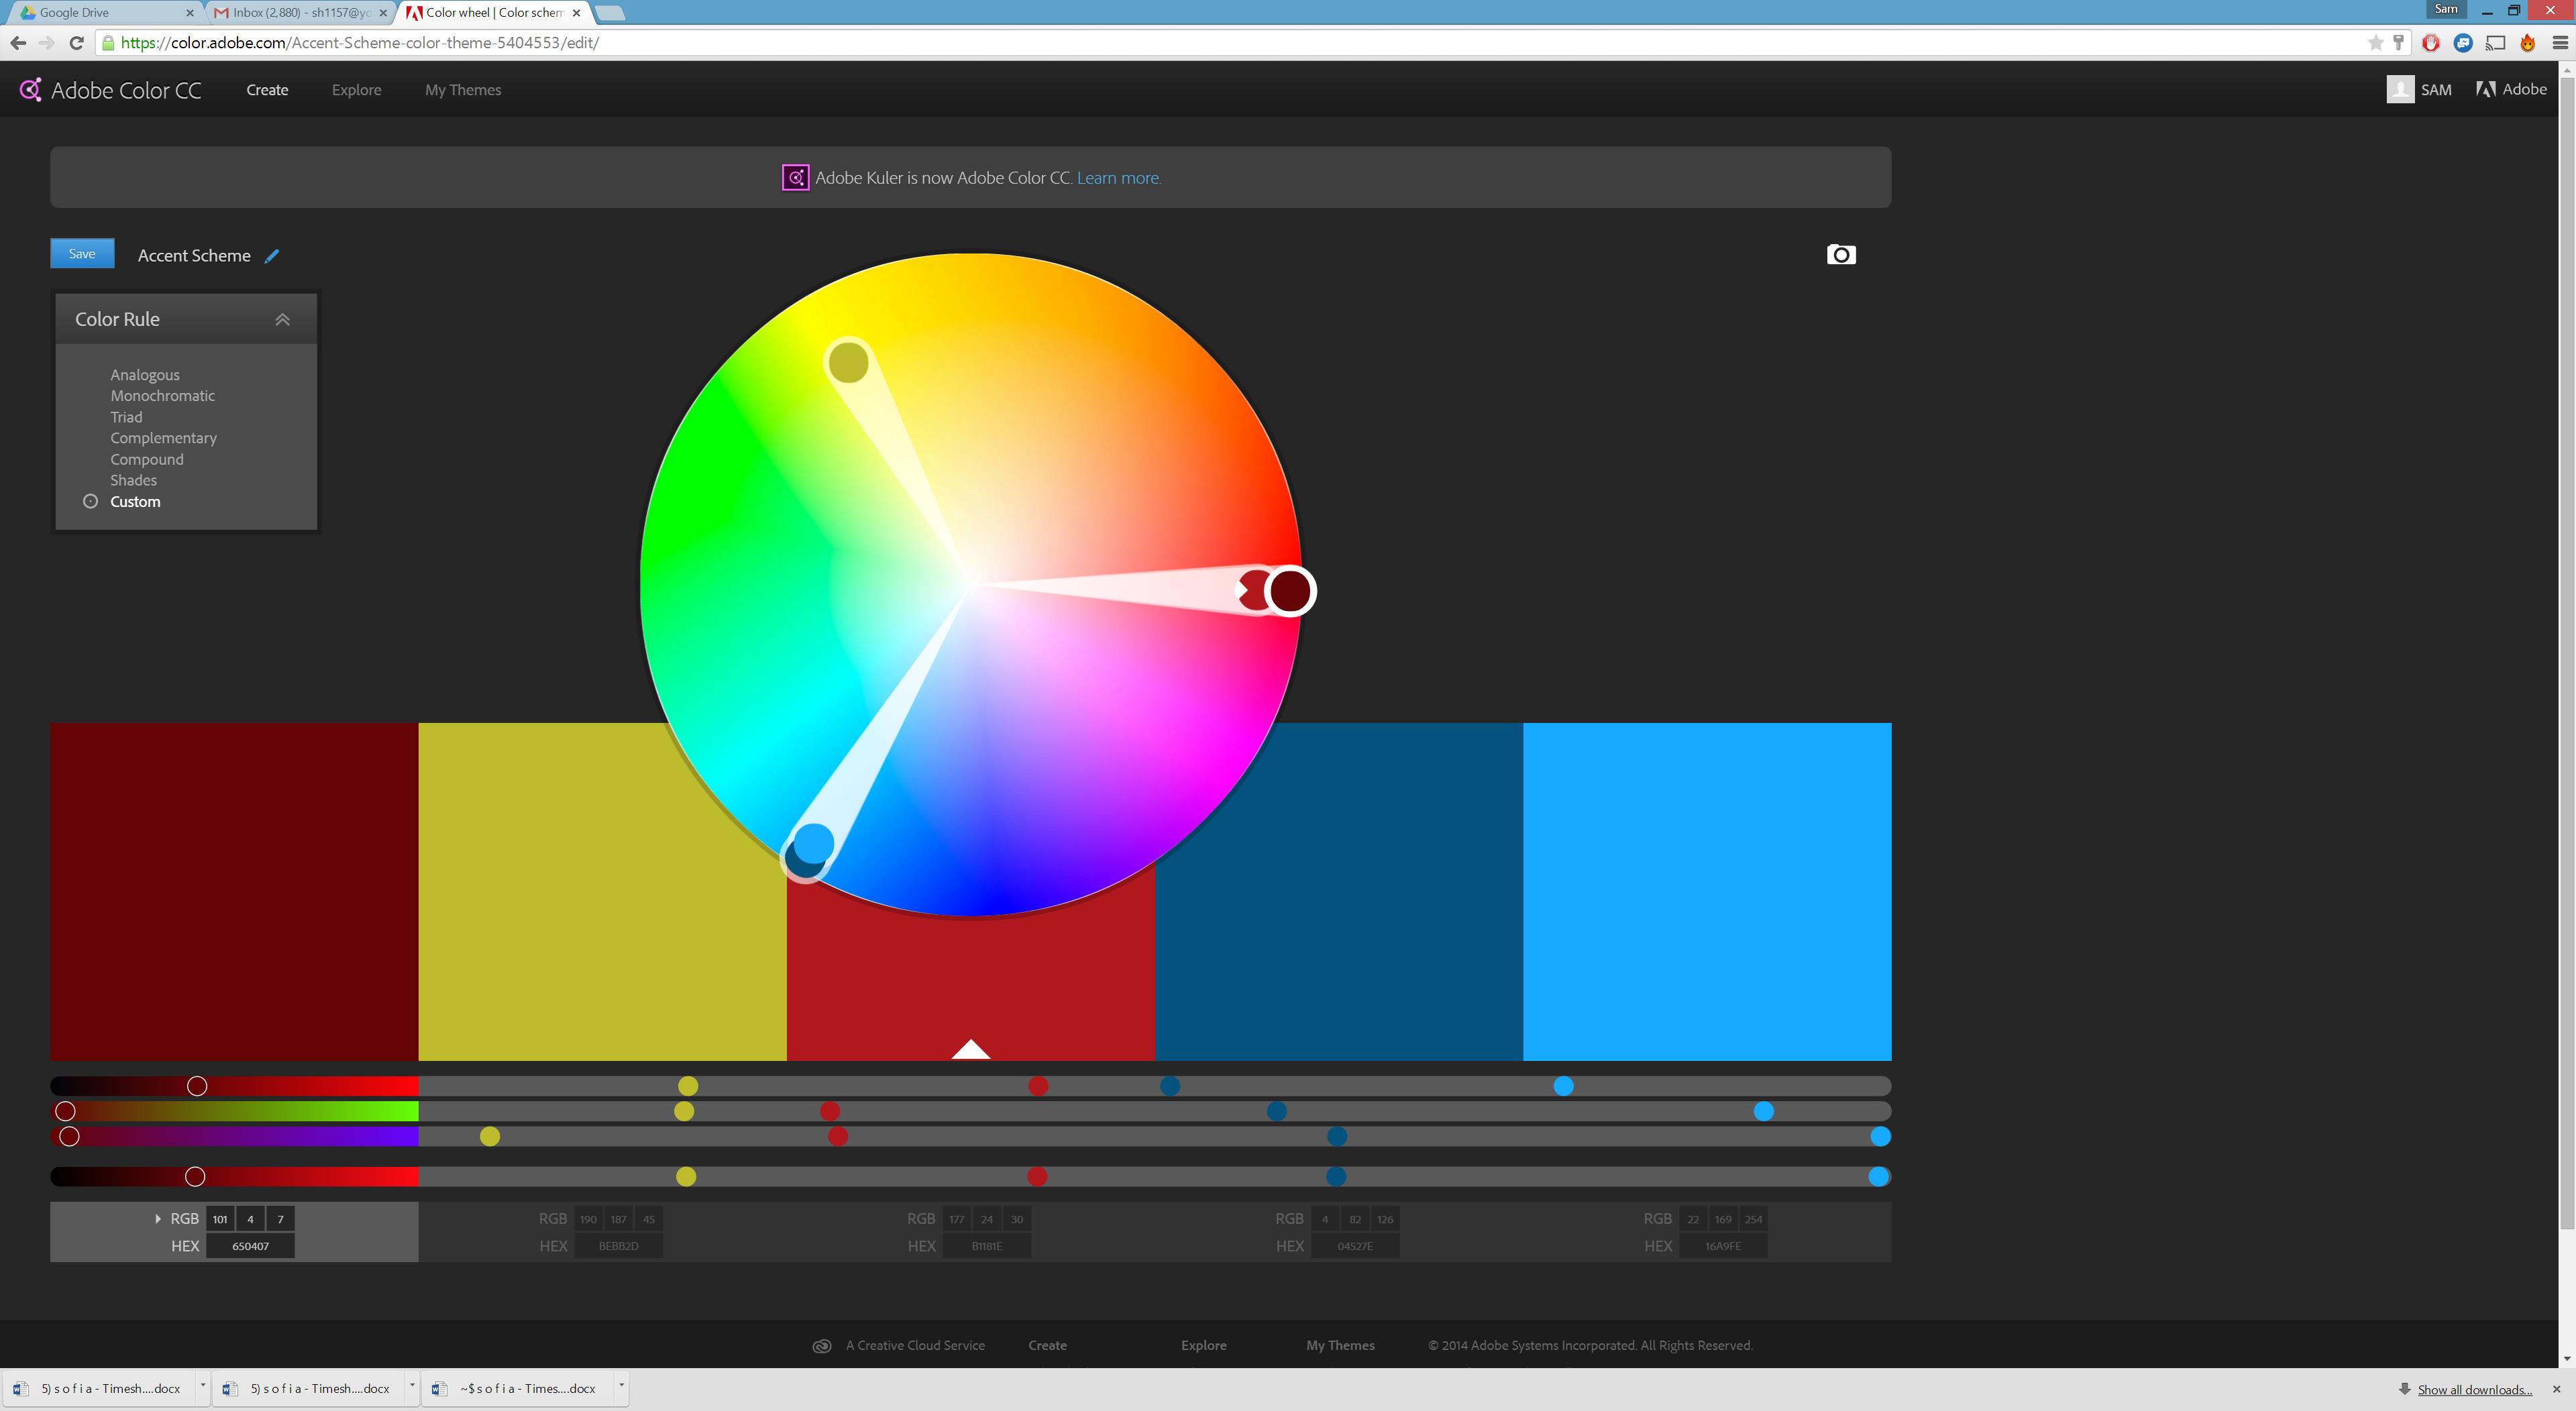 Google Drive
Inbox (2,880) - sh1157@yo
Color wheel | Color schem
Sam
https://color.adobe.com/Accent-Scheme-color-theme-5404553/edit/
Adobe Color CC Create Explore My Themes
SAM Adobe
Adobe Kuler is now Adobe Color CC. Learn more.
Save Accent Scheme
Color Rule
Analogous
Monochromatic
Triad
Complementary
Compound
Shades
Custom
RGB 101 4 7 RGB 190 187 45 RGB 177 24 30 RGB 4 82 126 RGB 22 169 254
HEX 650407 HEX BEBB2D HEX B1181E HEX 04527E HEX 16A9FE
A Creative Cloud Service Create Explore My Themes © 2014 Adobe Systems Incorporated. All Rights Reserved.
5) s o f i a - Timesh....docx 5) s o f i a - Timesh....docx ~$ s o f i a - Times....docx Show all downloads...